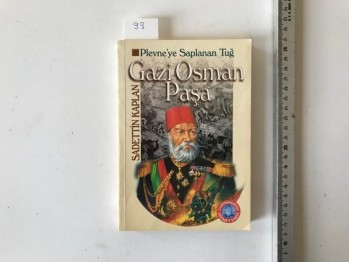 93
Plevne'ye Saplanan Tuğ
Gazi Osman
Paşa
SADETTİN KAPLAN